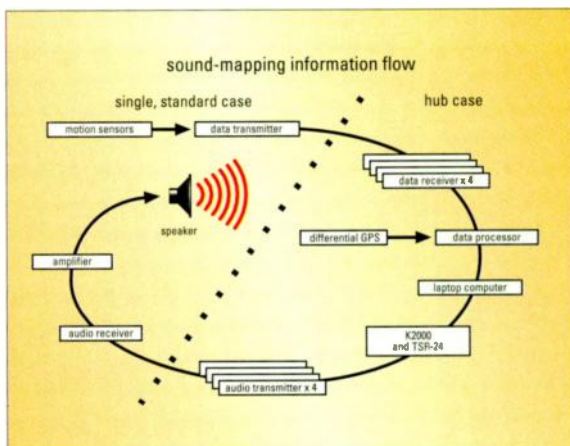 sound-mapping information flow
single, standard case
hub case
motion sensors
data transmitter
data receiver x 4
speaker
differential GPS
data processor
amplifier
laptop computer
audio receiver
K2000
and TSR-24
audio transmitter x 4